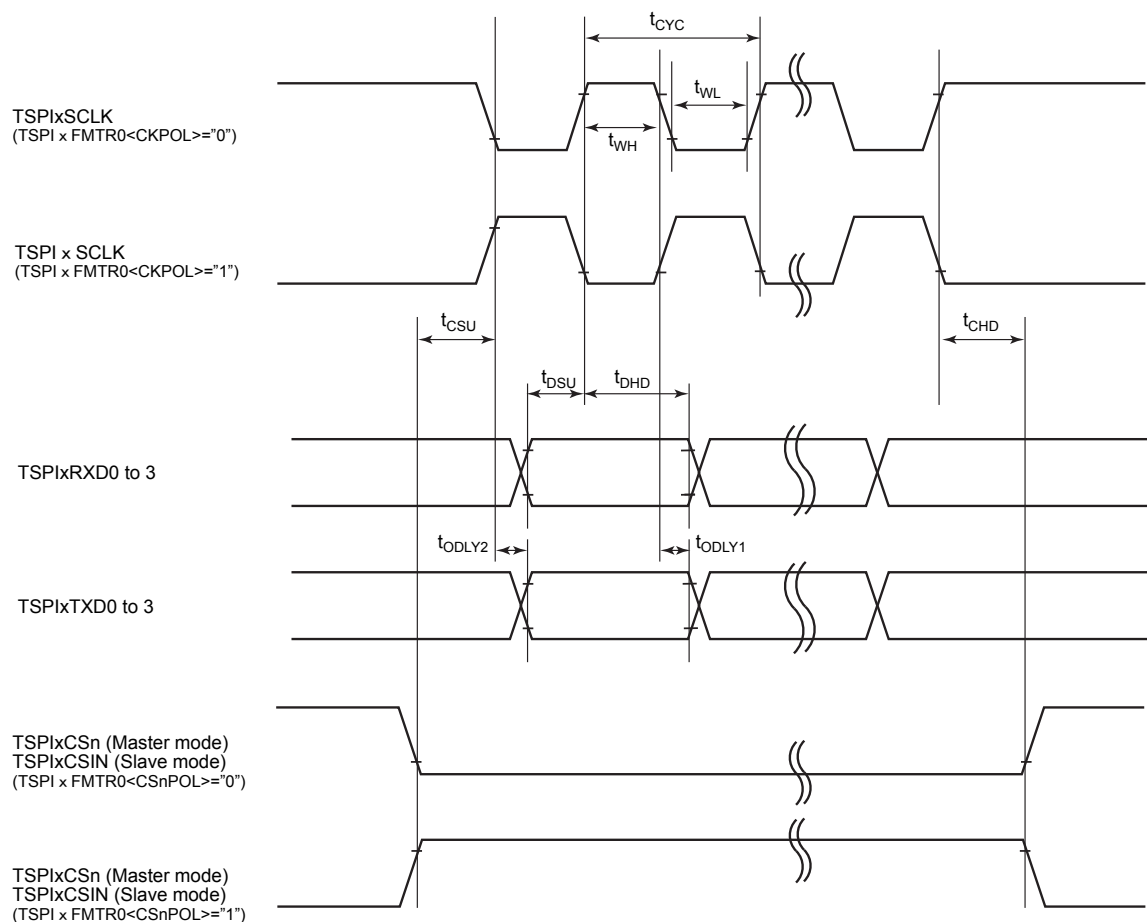 tCYC
TSPIxSCLK
(TSPI x FMTR0<CKPOL>=”0”)
tWL
tWH
TSPI x SCLK
(TSPI x FMTR0<CKPOL>=”1”)
tCSU
tCHD
tDSU
tDHD
TSPIxRXD0 to 3
tODLY2
tODLY1
TSPIxTXD0 to 3
TSPIxCSn (Master mode)
TSPIxCSIN (Slave mode)
(TSPI x FMTR0<CSnPOL>=”0”)
TSPIxCSn (Master mode)
TSPIxCSIN (Slave mode)
(TSPI x FMTR0<CSnPOL>=”1”)